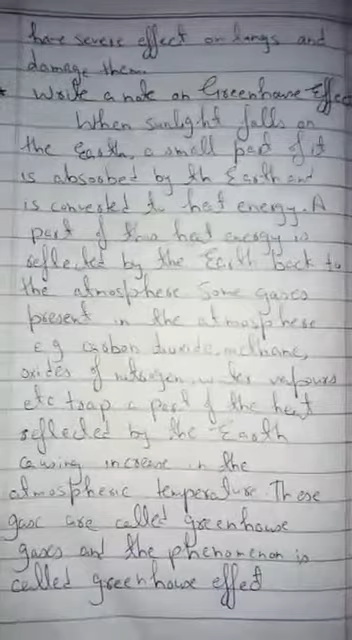 have severe effect on lungs and
damage them.
* Write a note on Greenhouse Effect
When sunlight falls on
the Earth, a small part of it
is absorbed by th Earth and
is converted to heat energy. A
part of this heat energy is
reflected by the Earth back to
the atmosphere Some gases
present in the atmosphere
e.g carbon dioxide, methane,
oxides of nitrogen, water vapours
etc trap a part of the heat
reflected by the Earth
causing increase in the
atmospheric temperature. These
gase are called greenhouse
gases and the phenomenon is
called greenhouse effect